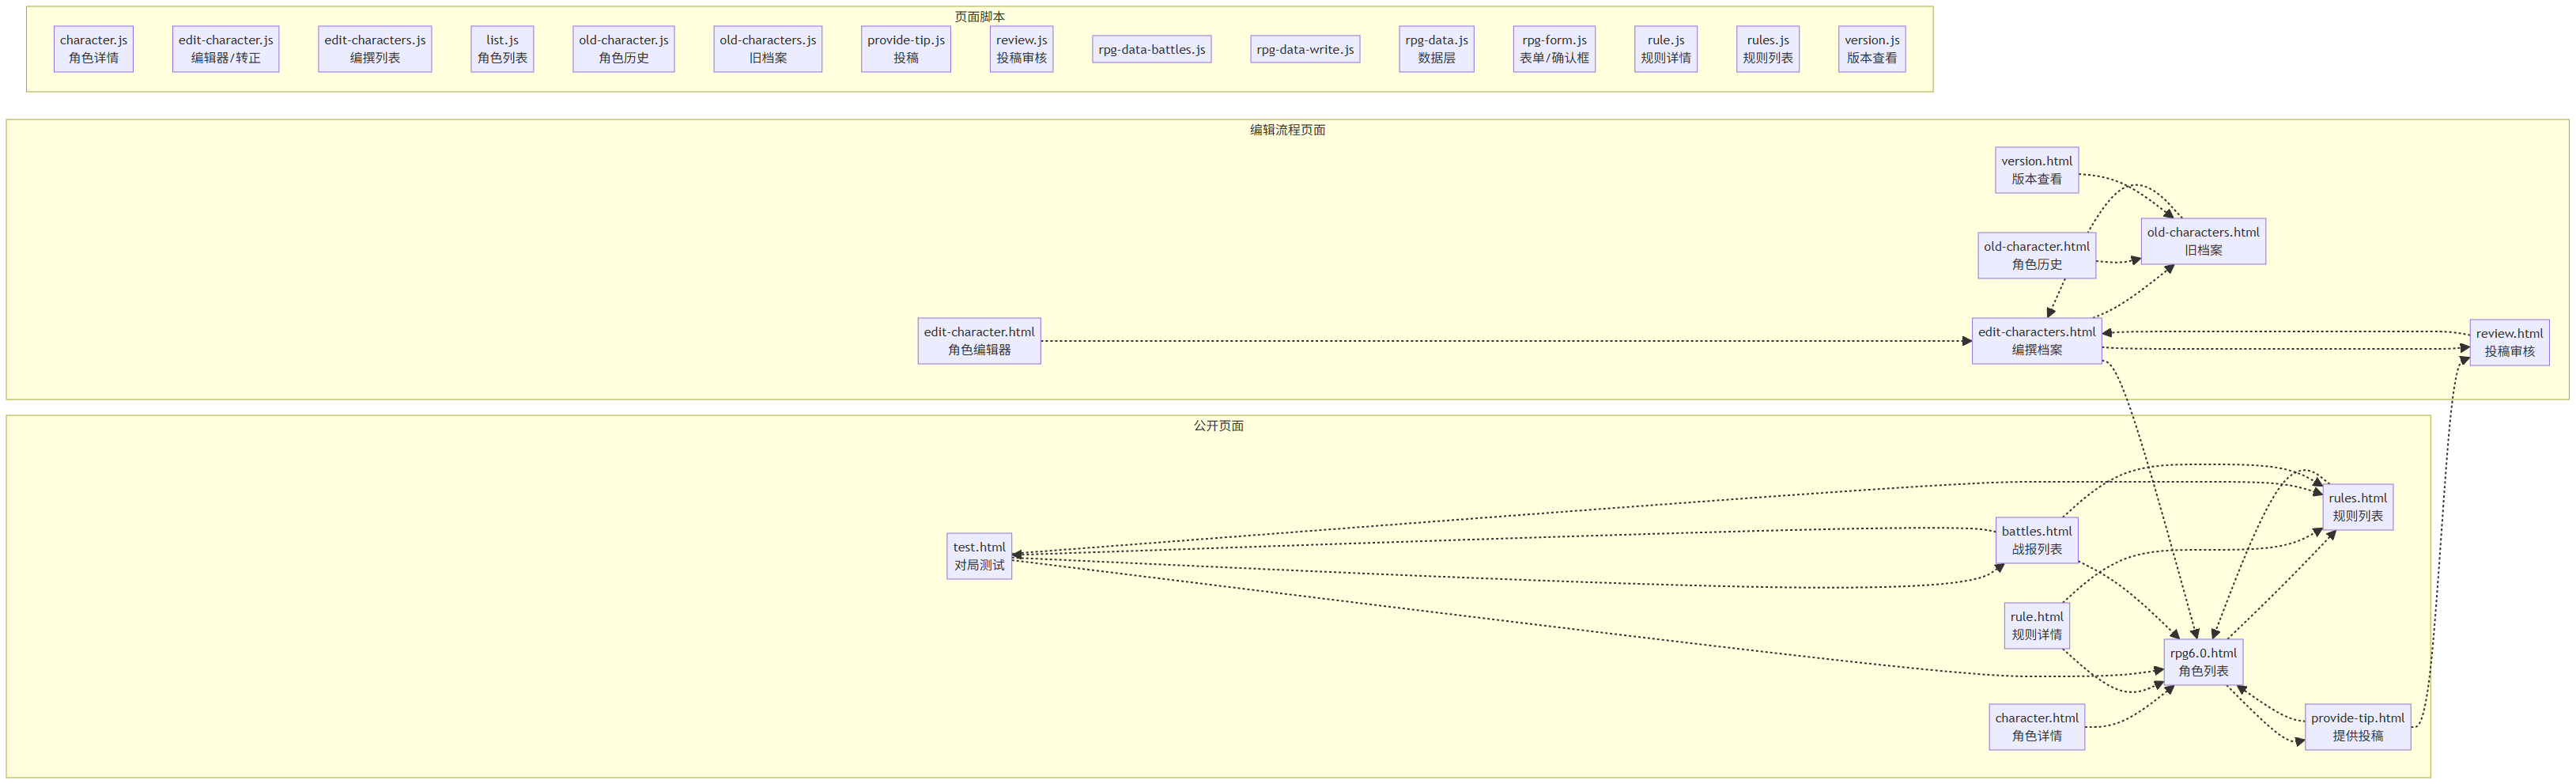 页面脚本
character.js
角色详情
edit-character.js
编辑器/转正
edit-characters.js
编撰列表
list.js
角色列表
old-character.js
角色历史
old-characters.js
旧档案
provide-tip.js
投稿
review.js
投稿审核
rpg-data-battles.js
rpg-data-write.js
rpg-data.js
数据层
rpg-form.js
表单/确认框
rule.js
规则详情
rules.js
规则列表
version.js
版本查看
编辑流程页面
version.html
版本查看
old-character.html
角色历史
old-characters.html
旧档案
edit-character.html
角色编辑器
edit-characters.html
编撰档案
review.html
投稿审核
公开页面
rules.html
规则列表
battles.html
战报列表
test.html
对局测试
rule.html
规则详情
rpg6.0.html
角色列表
character.html
角色详情
provide-tip.html
提供投稿